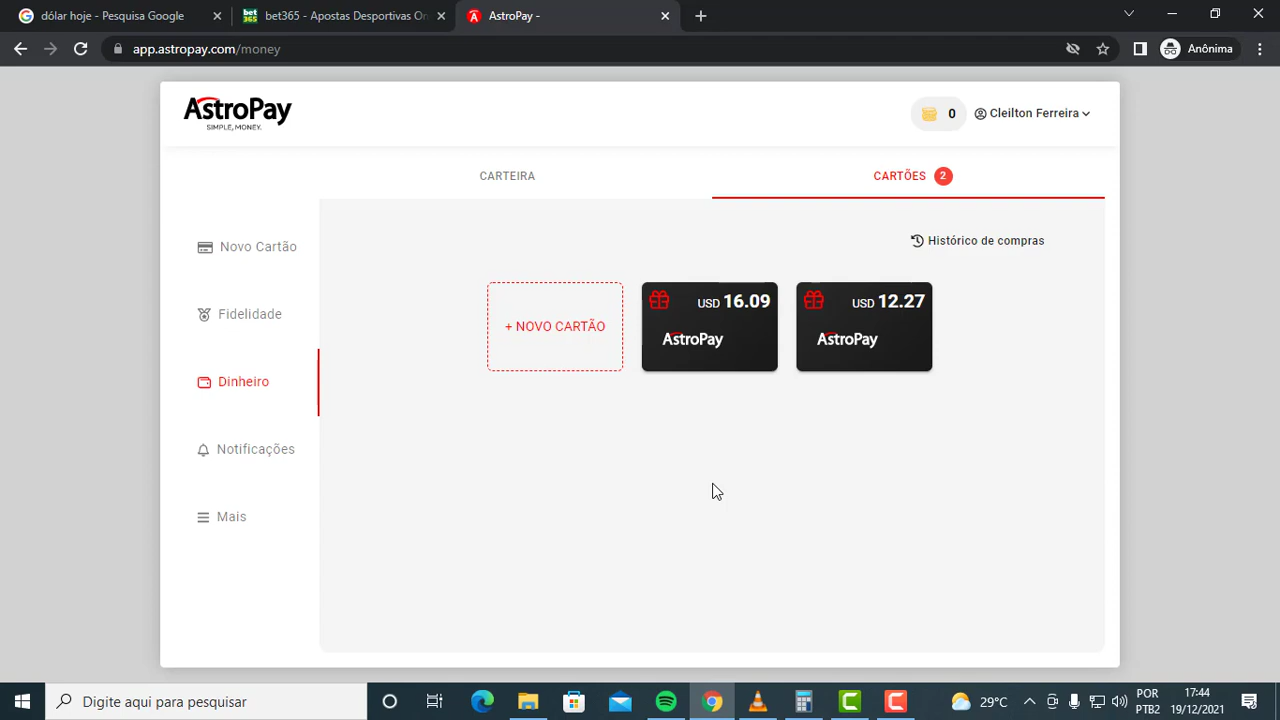 dólar hoje - Pesquisa Google
bet365 - Apostas Desportivas On
AstroPay -
app.astropay.com/money
Anônima
AstroPay
SIMPLE, MONEY.
0
Cleilton Ferreira
CARTEIRA
CARTÕES 2
Novo Cartão
Fidelidade
Dinheiro
Notificações
Mais
Histórico de compras
+ NOVO CARTÃO
USD 16.09
AstroPay
USD 12.27
AstroPay
Digite aqui para pesquisar
29°C
POR
PTB2
17:44
19/12/2021